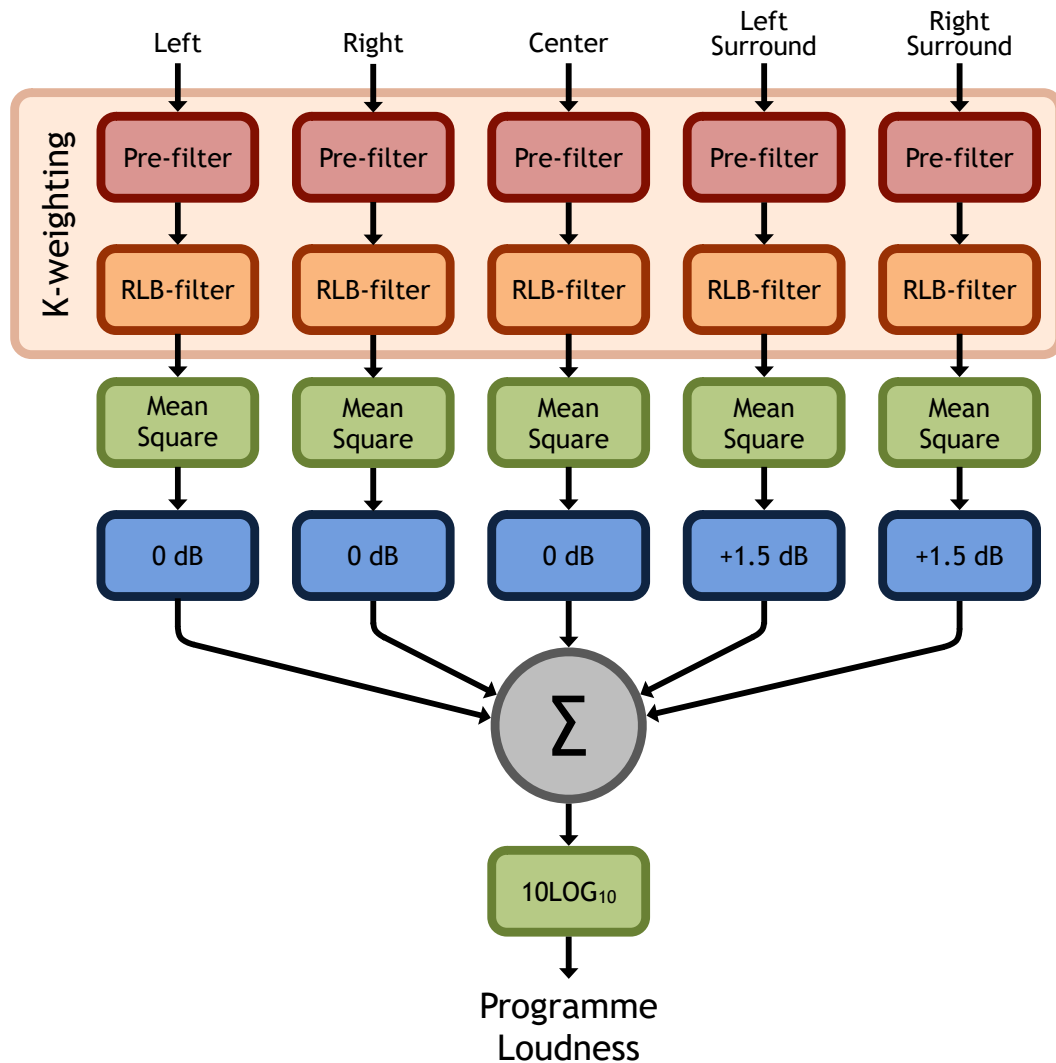 Left
Right
Center
Left
Surround
Right
Surround
K-weighting
Pre-filter
Pre-filter
Pre-filter
Pre-filter
Pre-filter
RLB-filter
RLB-filter
RLB-filter
RLB-filter
RLB-filter
Mean
Square
Mean
Square
Mean
Square
Mean
Square
Mean
Square
0 dB
0 dB
0 dB
+1.5 dB
+1.5 dB
Σ
10LOG₁₀
Programme
Loudness